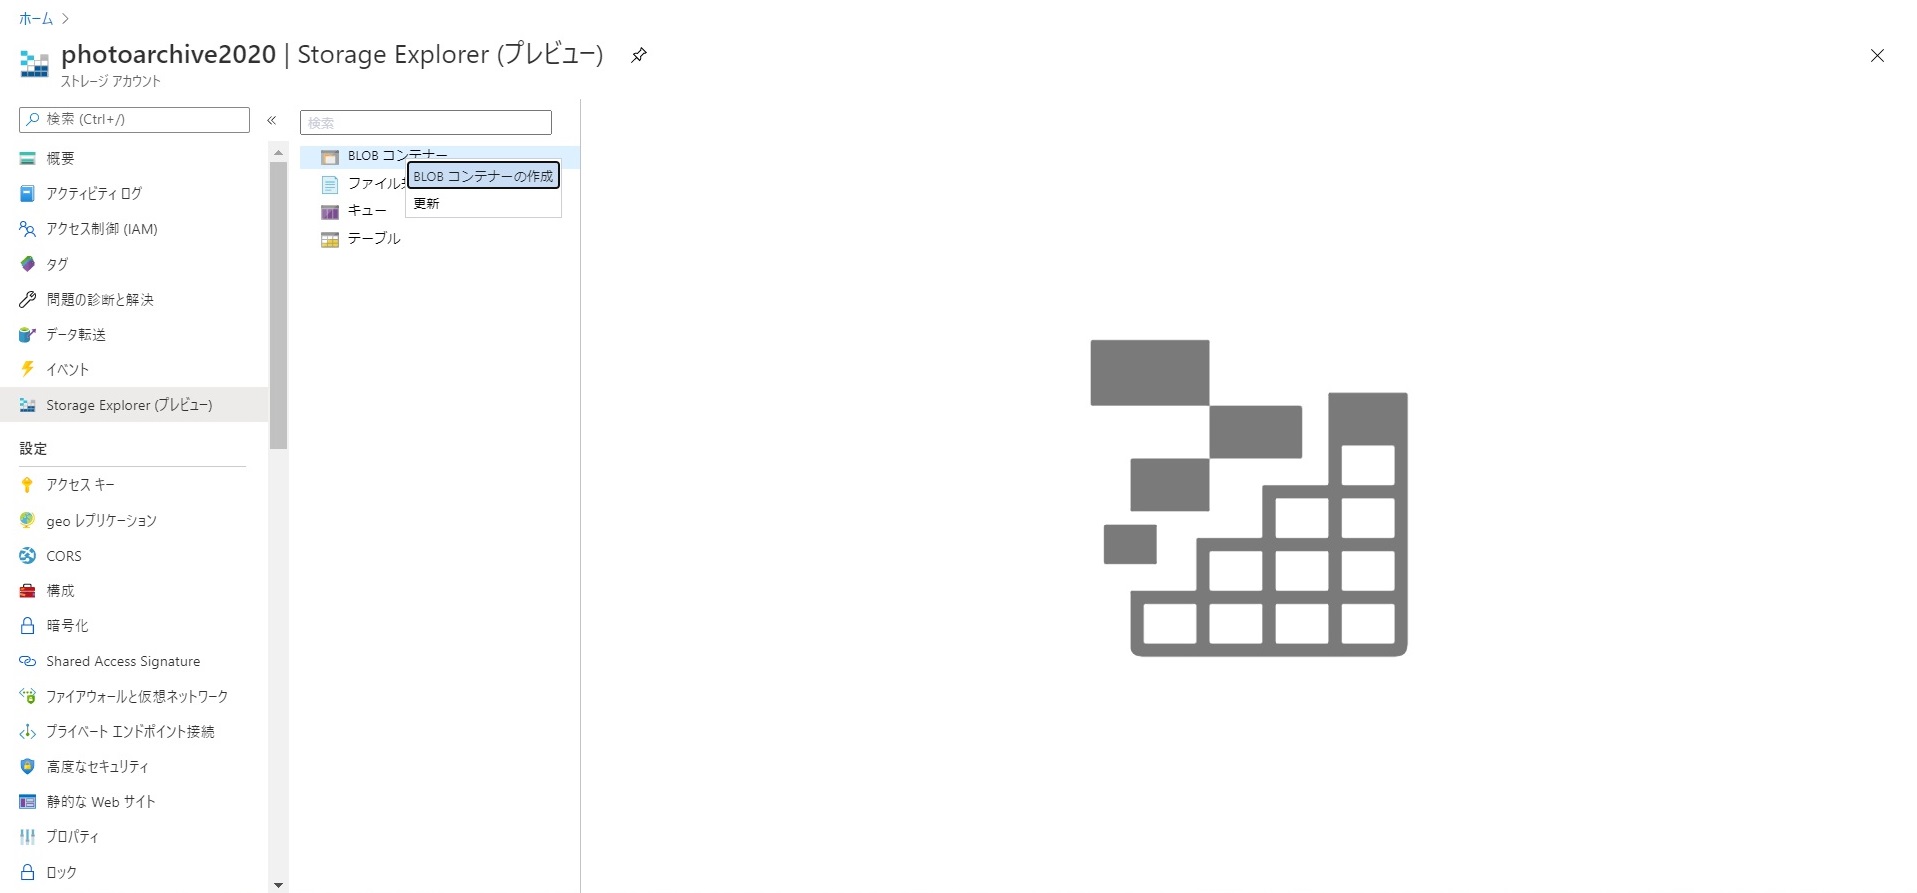 ホーム
photoarchive2020 | Storage Explorer (プレビュー)
ストレージ アカウント
検索 (Ctrl+/)
概要
アクティビティ ログ
アクセス制御 (IAM)
タグ
問題の診断と解決
データ転送
イベント
Storage Explorer (プレビュー)
設定
アクセス キー
geo レプリケーション
CORS
構成
暗号化
Shared Access Signature
ファイアウォールと仮想ネットワーク
プライベート エンドポイント接続
高度なセキュリティ
静的な Web サイト
プロパティ
ロック
検索
BLOB コンテナー
ファイル
キュー
テーブル
BLOB コンテナーの作成
更新